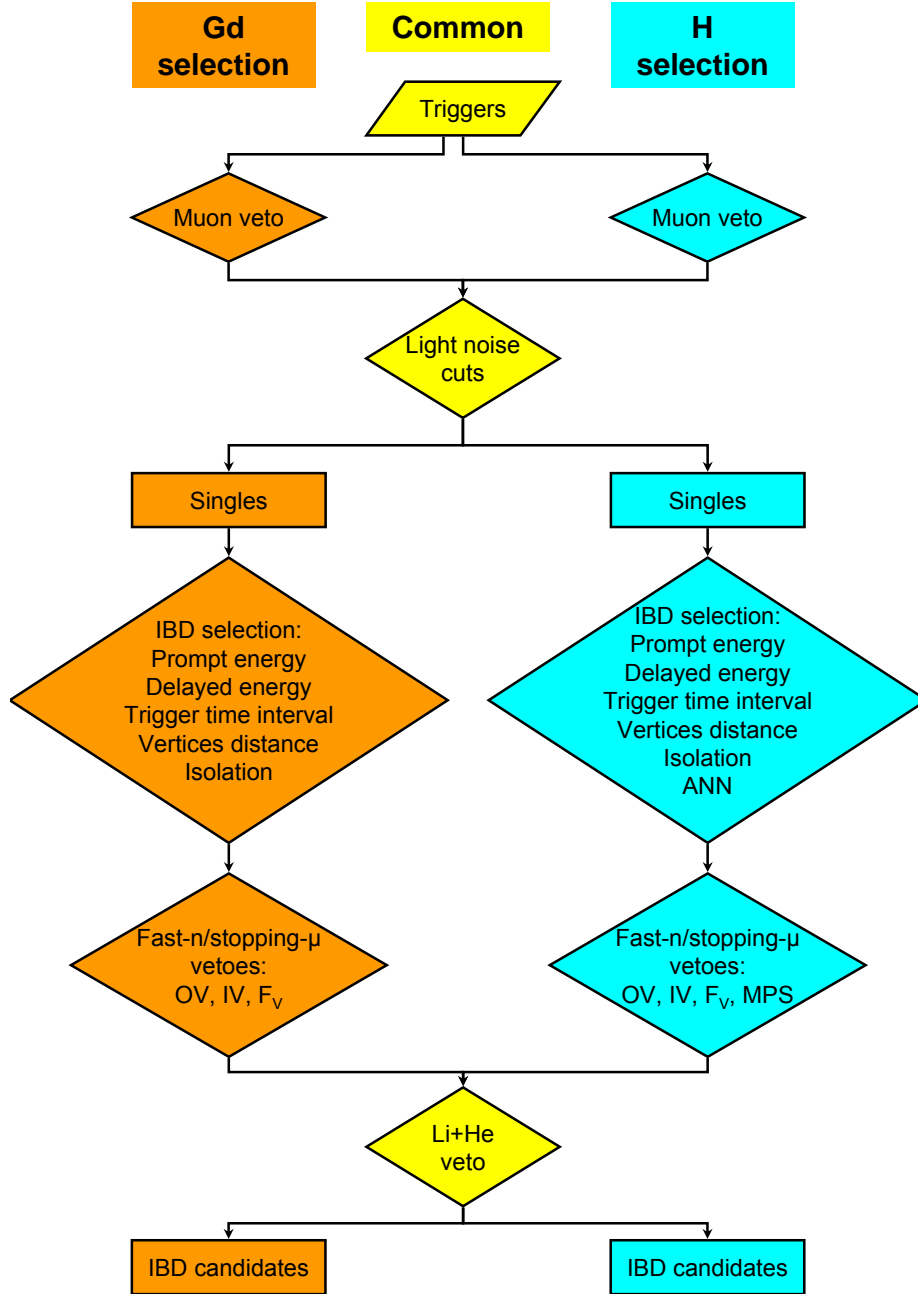 Gd
selection
Common
H
selection
Triggers
Muon veto
Muon veto
Light noise
cuts
Singles
Singles
IBD selection:
Prompt energy
Delayed energy
Trigger time interval
Vertices distance
Isolation
IBD selection:
Prompt energy
Delayed energy
Trigger time interval
Vertices distance
Isolation
ANN
Fast-n/stopping-μ
vetoes:
OV, IV, FV
Fast-n/stopping-μ
vetoes:
OV, IV, FV, MPS
Li+He
veto
IBD candidates
IBD candidates